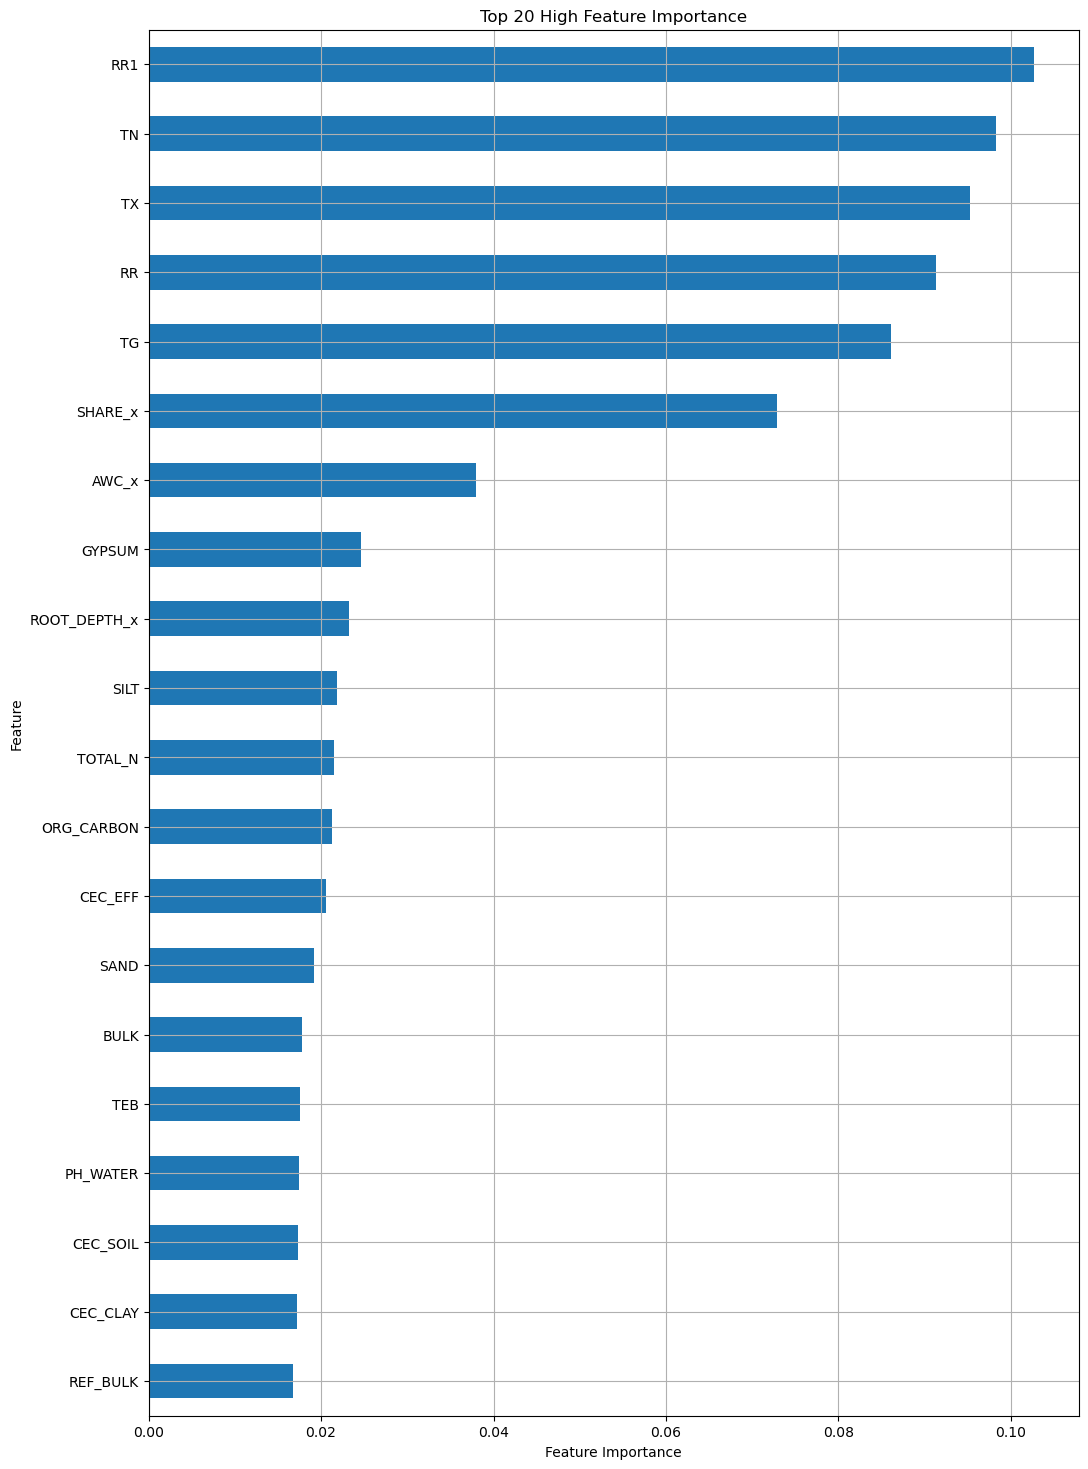 Top 20 High Feature Importance
RR1
TN
TX
RR
TG
SHARE_x
AWC_x
GYPSUM
ROOT_DEPTH_x
SILT
TOTAL_N
ORG_CARBON
CEC_EFF
SAND
BULK
TEB
PH_WATER
CEC_SOIL
CEC_CLAY
REF_BULK
Feature
0.00 0.02 0.04 0.06 0.08 0.10
Feature Importance